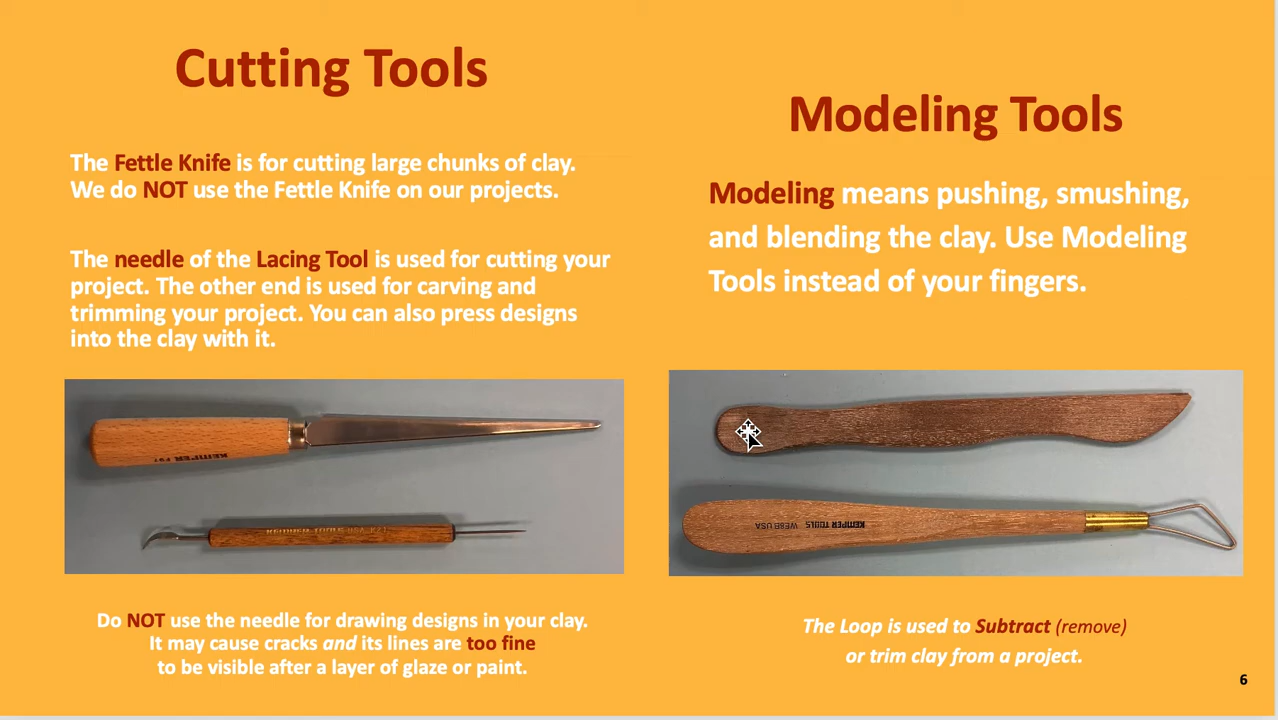 Cutting Tools
The Fettle Knife is for cutting large chunks of clay.
We do NOT use the Fettle Knife on our projects.
The needle of the Lacing Tool is used for cutting your
project. The other end is used for carving and
trimming your project. You can also press designs
into the clay with it.
KEMPER
KEMPER TOOLS USA
Do NOT use the needle for drawing designs in your clay.
It may cause cracks and its lines are too fine
to be visible after a layer of glaze or paint.
Modeling Tools
Modeling means pushing, smushing,
and blending the clay. Use Modeling
Tools instead of your fingers.
KEMPER TOOLS WE8B USA
The Loop is used to Subtract (remove)
or trim clay from a project.
6